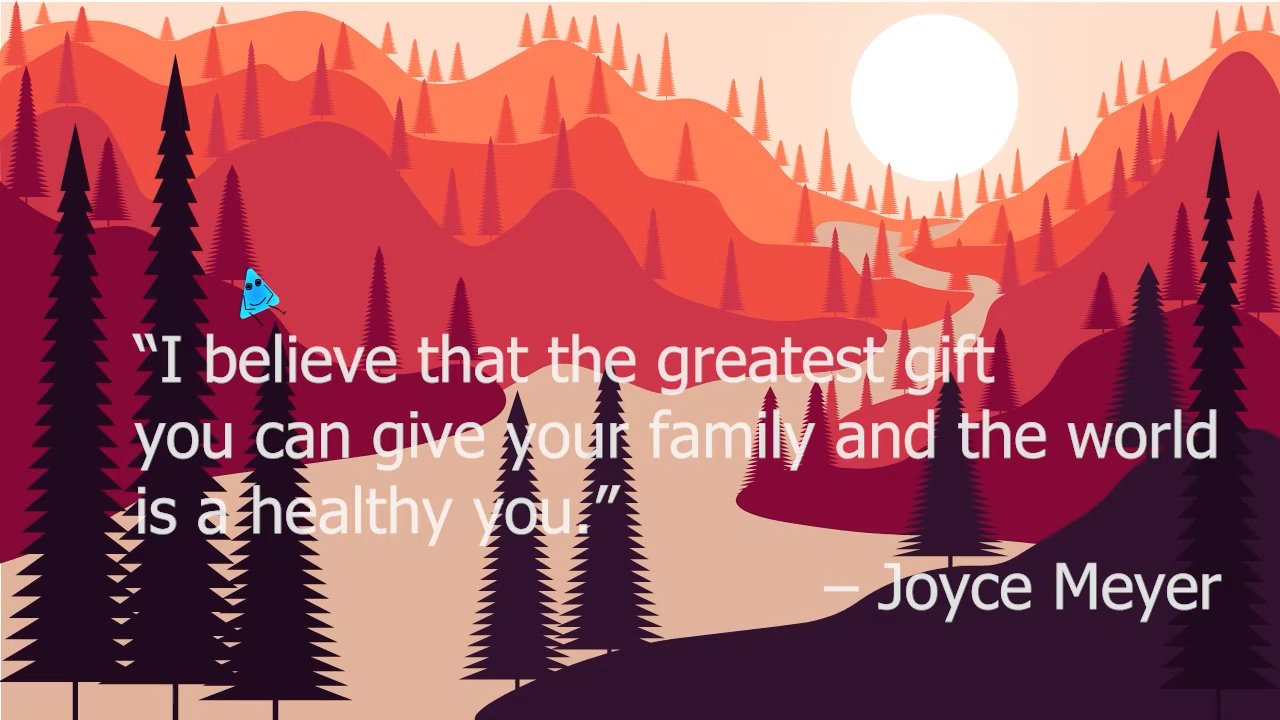 “I believe that the greatest gift
you can give your family and the world
is a healthy you.”
– Joyce Meyer